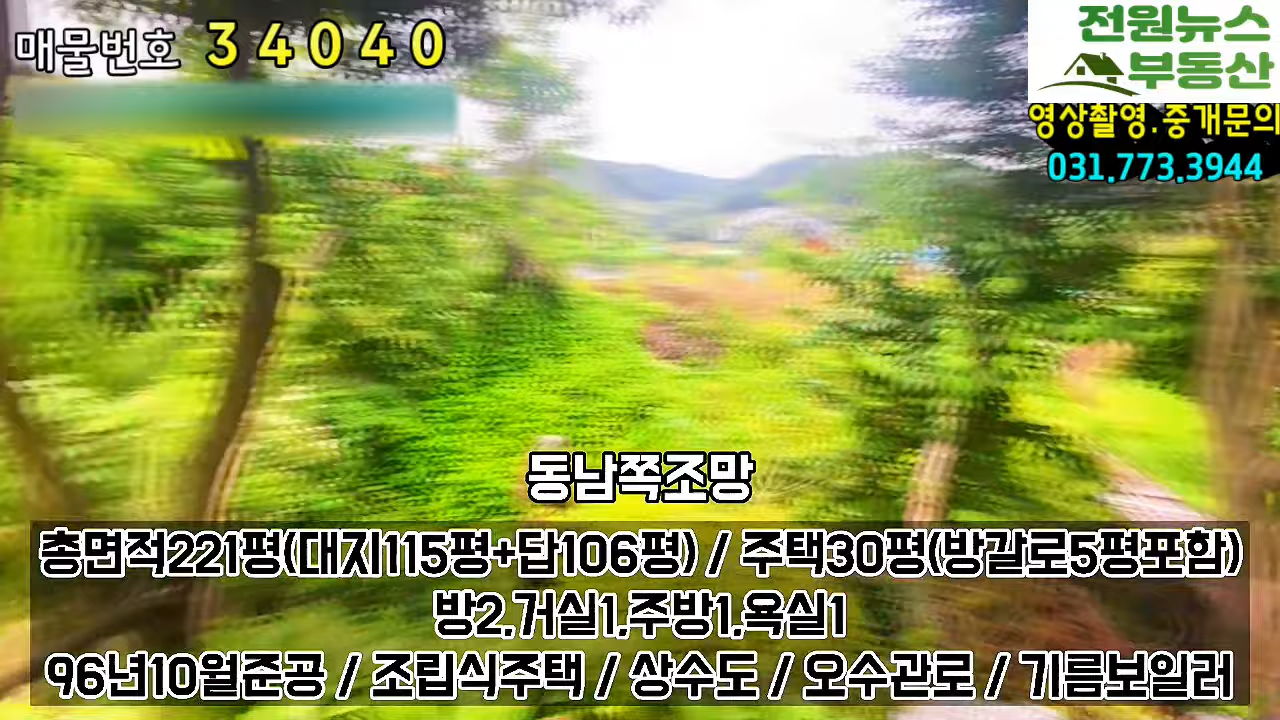 매물번호 34040
전원뉴스
부동산
영상촬영.중개문의
031.773.3944
동남쪽조망
총면적221평(대지115평+답106평) / 주택30평(방갈로5평포함)
방2.거실1.주방1.욕실1
96년10월준공 / 조립식주택 / 상수도 / 오수관로 / 기름보일러